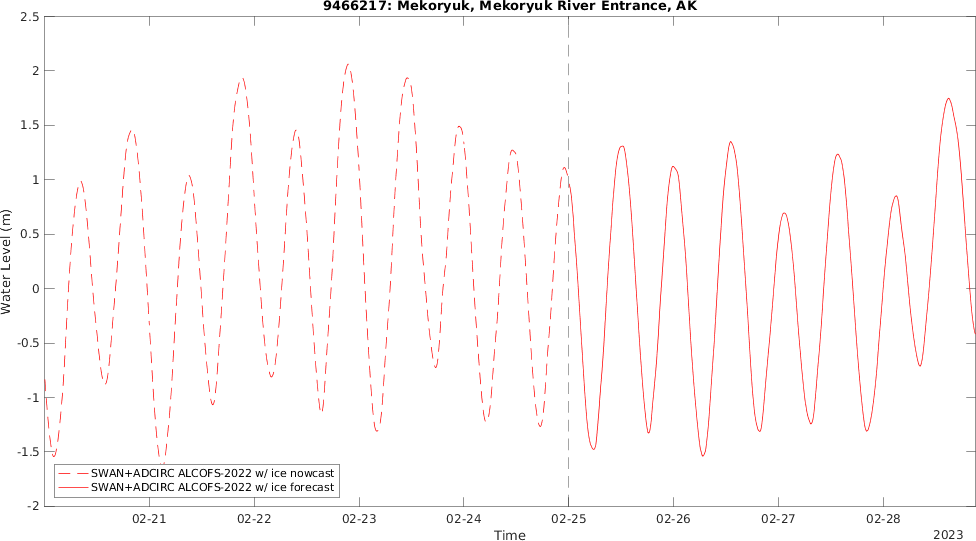 9466217: Mekoryuk, Mekoryuk River Entrance, AK
2.5
2
1.5
1
0.5
0
-0.5
-1
-1.5
-2
Water Level (m)
SWAN+ADCIRC ALCOFS-2022 w/ ice nowcast
SWAN+ADCIRC ALCOFS-2022 w/ ice forecast
02-21 02-22 02-23 02-24 02-25 02-26 02-27 02-28
Time
2023